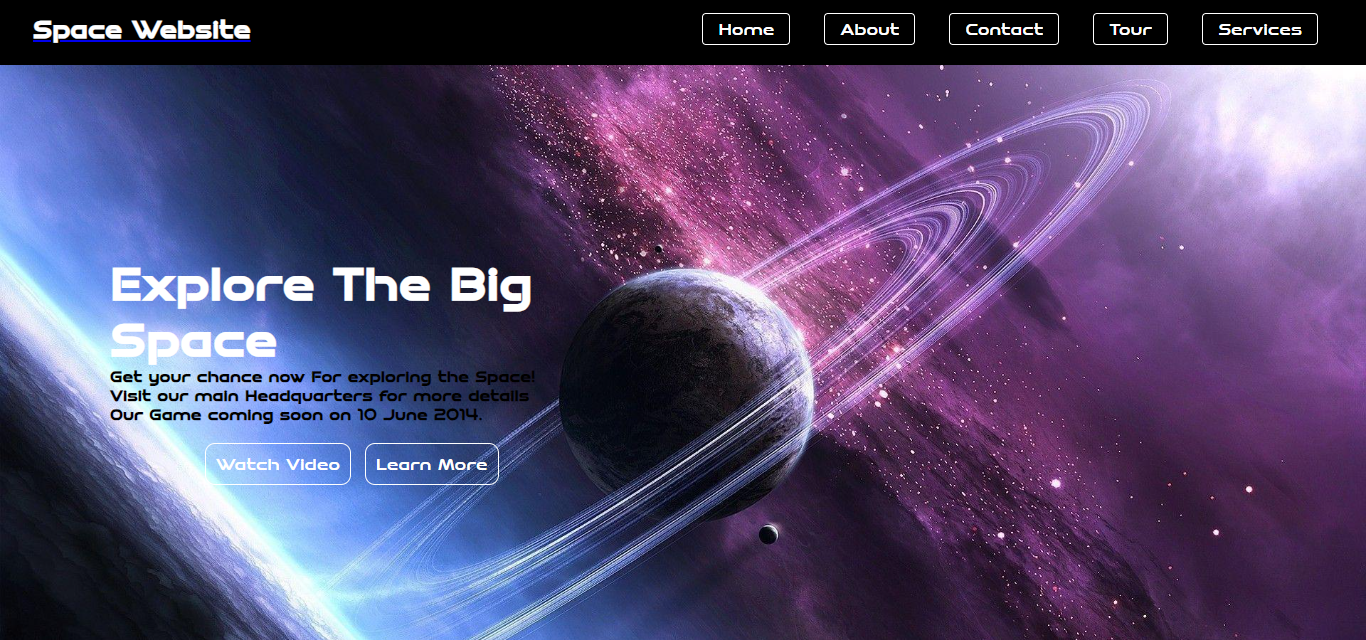 Space Website
Home
About
Contact
Tour
Services
Explore The Big
Space
Get your chance now For exploring the Space!
Visit our main Headquarters for more details
Our Game coming soon on 10 June 2014.
Watch Video
Learn More